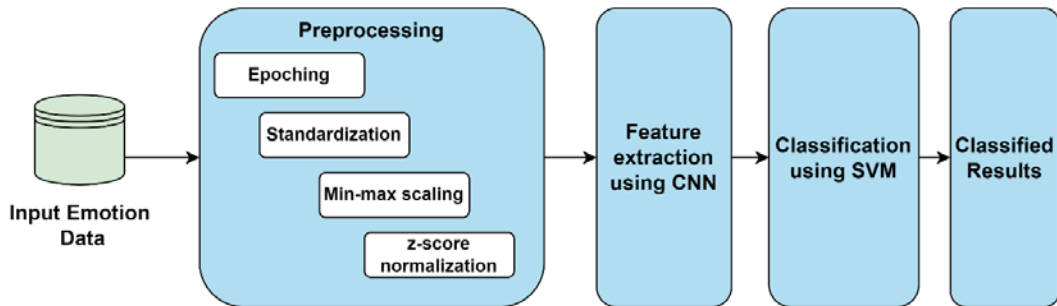 Input Emotion
Data
Preprocessing
Epoching
Standardization
Min-max scaling
z-score
normalization
Feature
extraction
using CNN
Classification
using SVM
Classified
Results